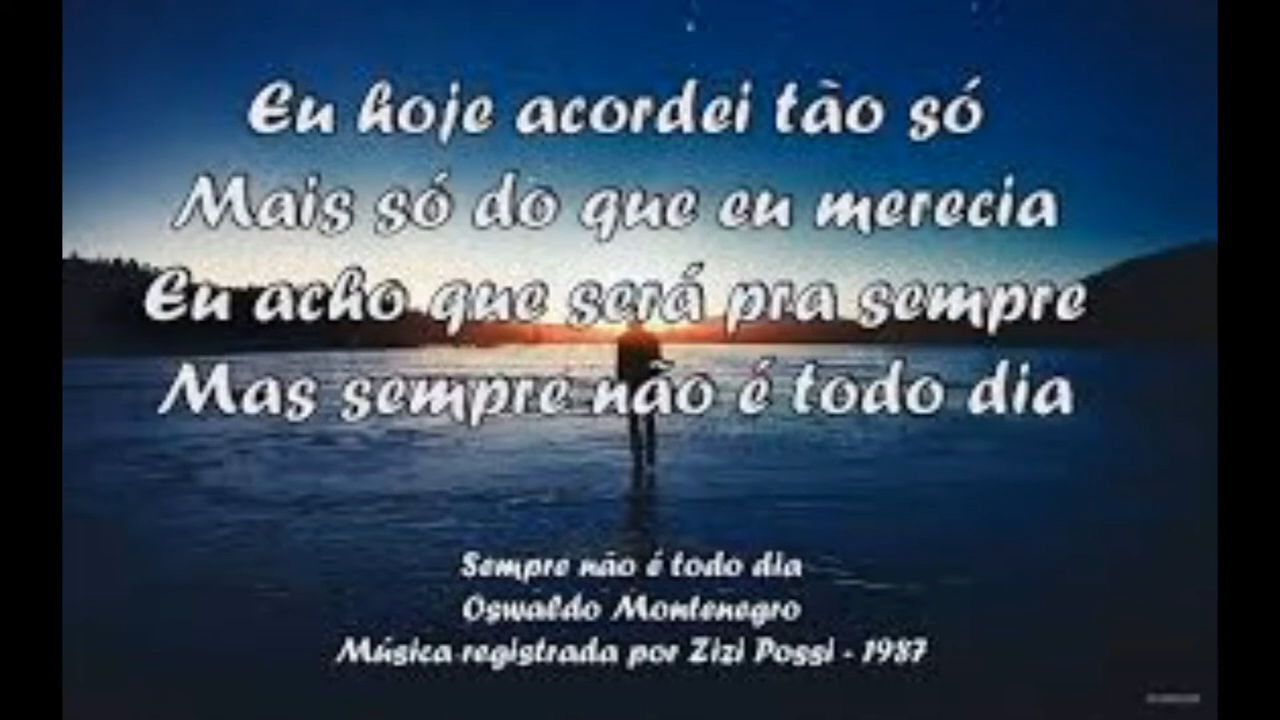 Eu hoje acordei tão só
Mais só do que eu merecia
Eu acho que será pra sempre
Mas sempre não é todo dia
Sempre não é todo dia
Oswaldo Montenegro
Música registrada por Zizi Possi - 1987